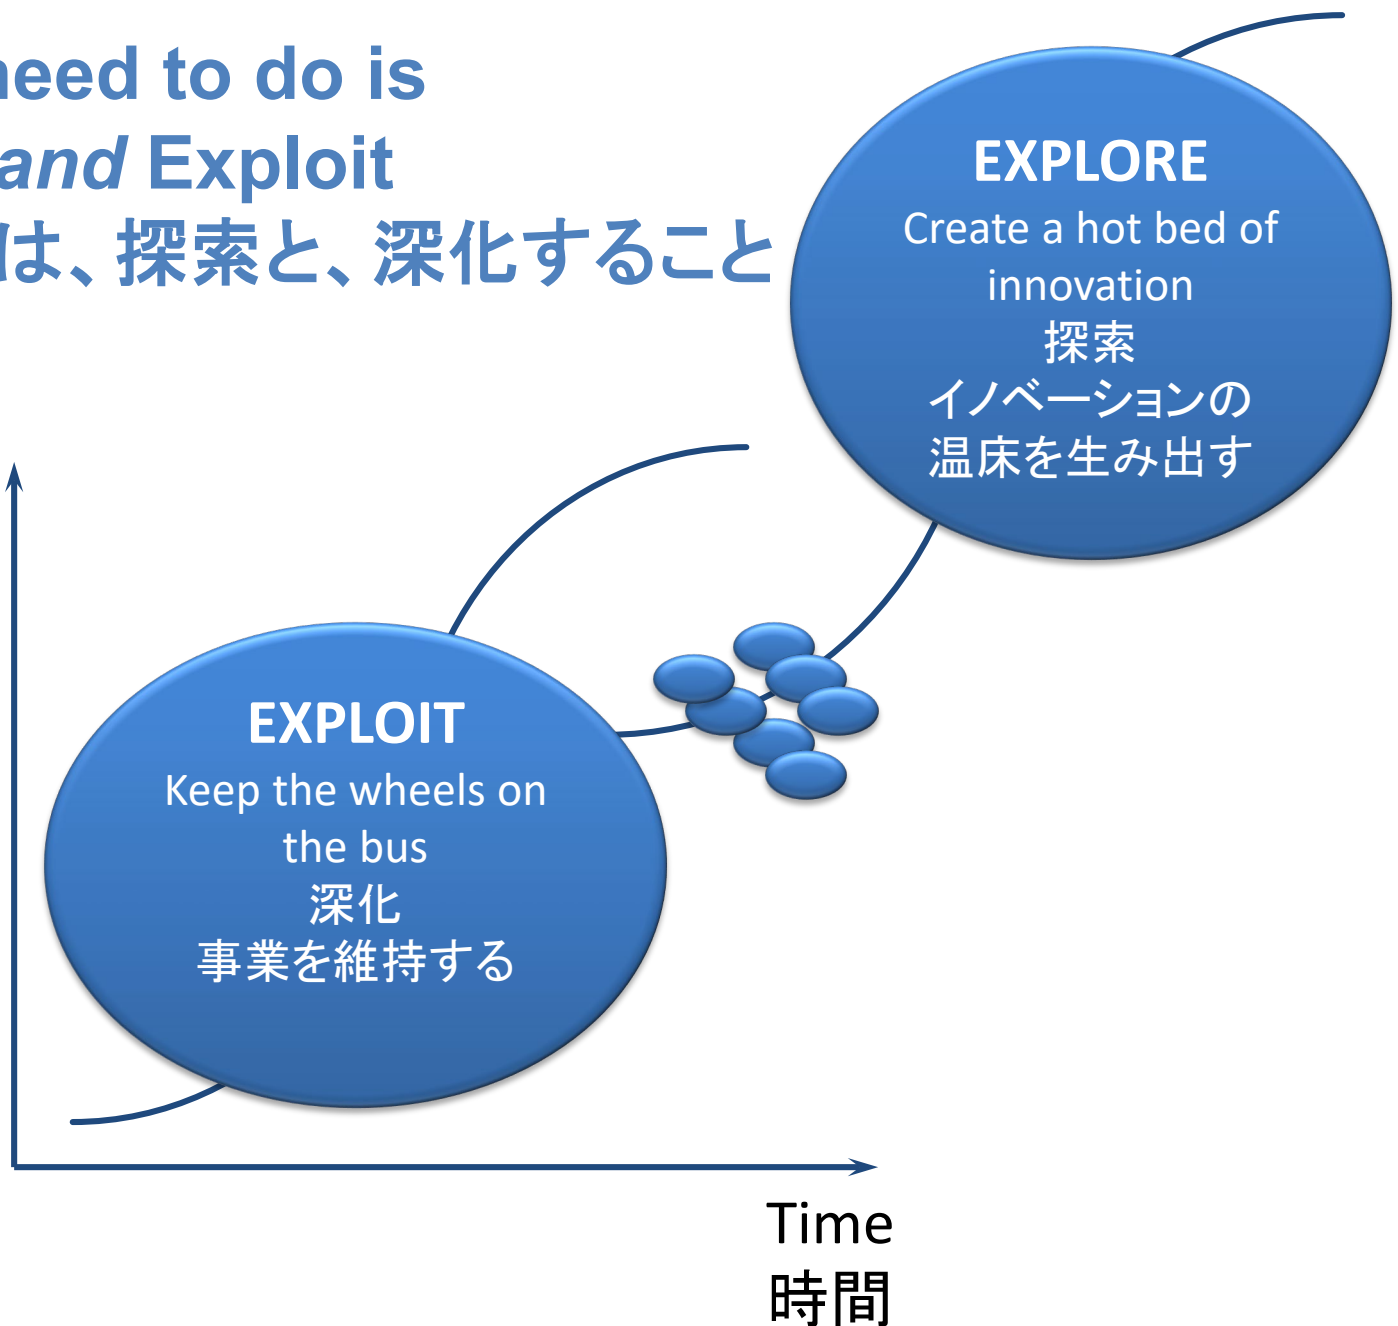 need to do is
and Exploit
は、探索と、深化すること
EXPLORE
Create a hot bed of
innovation
探索
イノベーションの
温床を生み出す
EXPLOIT
Keep the wheels on
the bus
深化
事業を維持する
Time
時間